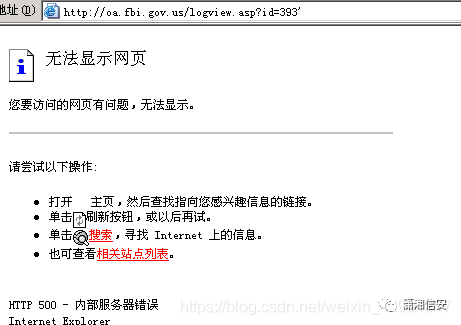 地址(D) http://oa.fbi.gov.us/logview.asp?id=393'
无法显示网页
您要访问的网页有问题，无法显示。
请尝试以下操作:
打开 主页，然后查找指向您感兴趣信息的链接。
单击 刷新按钮，或以后再试。
单击 搜索，寻找 Internet 上的信息。
也可查看相关站点列表。
HTTP 500 - 内部服务器错误
Internet Explorer
https://blog.csdn.net/weixin_
潇湘信安